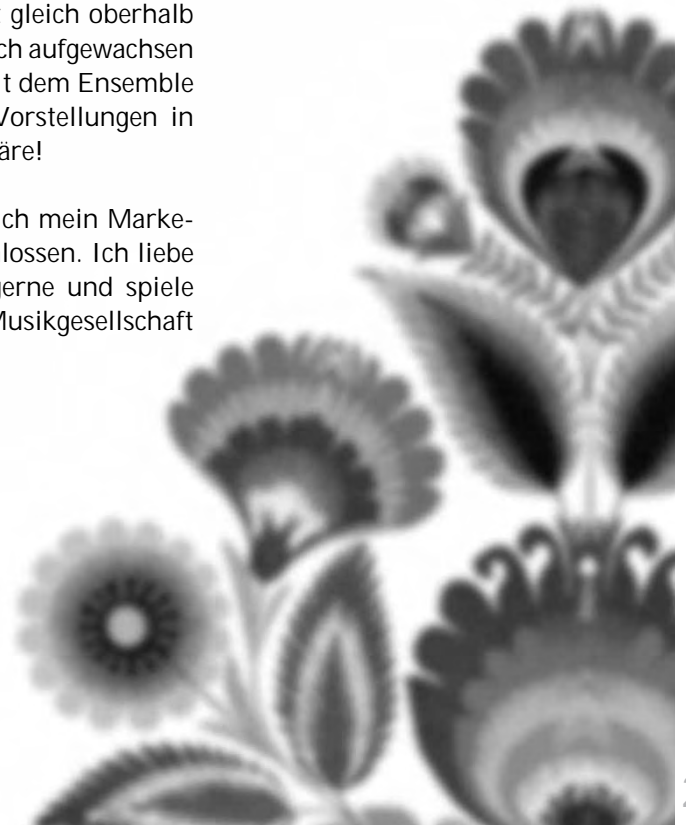 gleich oberhalb
ch aufgewachsen
t dem Ensemble
Vorstellungen in
äre!
ch mein Marke-
lossen. Ich liebe
gerne und spiele
Musikgesellschaft